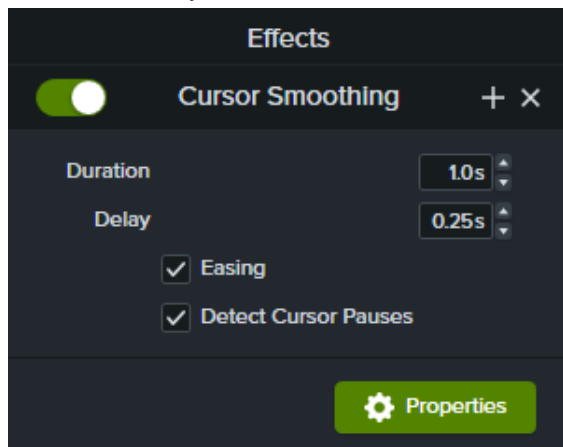 Effects
Cursor Smoothing
Duration 1.0s
Delay 0.25s
Easing
Detect Cursor Pauses
Properties